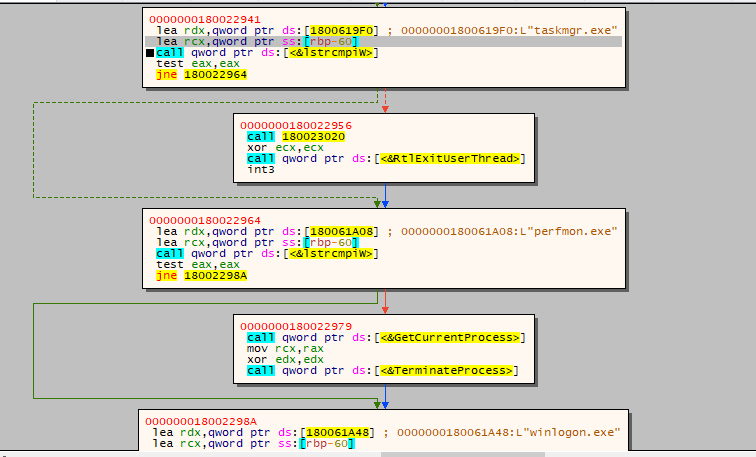 0000000180022941
lea rdx,qword ptr ds:[1800619F0] ; 00000001800619F0:L"taskmgr.exe"
lea rcx,qword ptr ss:[rbp-60]
call qword ptr ds:[<&lstrcmpiW>]
test eax,eax
jne 180022964
0000000180022956
call 180023020
xor ecx,ecx
call qword ptr ds:[<&RtlExitUserThread>]
int3
0000000180022964
lea rdx,qword ptr ds:[180061A08] ; 0000000180061A08:L"perfmon.exe"
lea rcx,qword ptr ss:[rbp-60]
call qword ptr ds:[<&lstrcmpiW>]
test eax,eax
jne 18002298A
0000000180022979
call qword ptr ds:[<&GetCurrentProcess>]
mov rcx,rax
xor edx,edx
call qword ptr ds:[<&TerminateProcess>]
000000018002298A
lea rdx,qword ptr ds:[180061A48] ; 0000000180061A48:L"winlogon.exe"
lea rcx,qword ptr ss:[rbp-60]